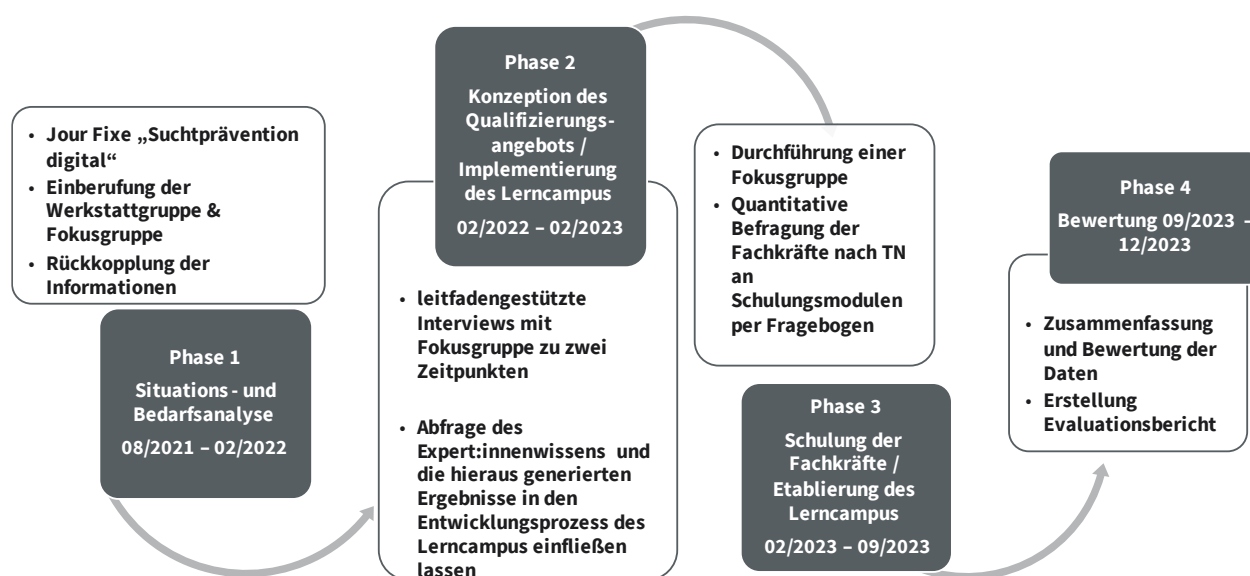 • Jour Fixe „Suchtprävention
digital“
• Einberufung der
Werkstattgruppe &
Fokusgruppe
• Rückkopplung der
Informationen
Phase 1
Situations - und
Bedarfsanalyse
08/2021 – 02/2022
Phase 2
Konzeption des
Qualifizierungs-
angebots /
Implementierung
des Lerncampus
02/2022 – 02/2023
• leitfadengestützte
Interviews mit
Fokusgruppe zu zwei
Zeitpunkten
• Abfrage des
Expert:innenwissens und
die hieraus generierten
Ergebnisse in den
Entwicklungsprozess des
Lerncampus einfließen
lassen
• Durchführung einer
Fokusgruppe
• Quantitative
Befragung der
Fachkräfte nach TN
an
Schulungsmodulen
per Fragebogen
Phase 3
Schulung der
Fachkräfte /
Etablierung des
Lerncampus
02/2023 – 09/2023
Phase 4
Bewertung 09/2023 –
12/2023
• Zusammenfassung
und Bewertung der
Daten
• Erstellung
Evaluationsbericht